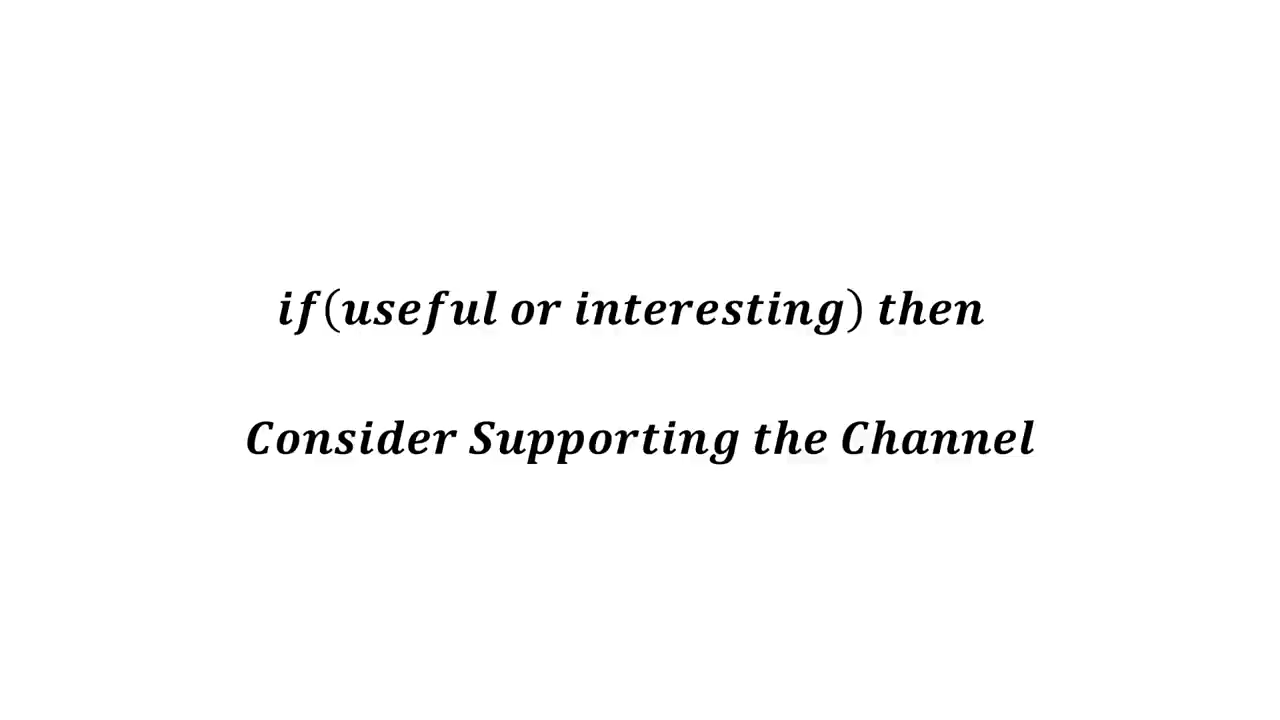 if(useful or interesting) then
Consider Supporting the Channel